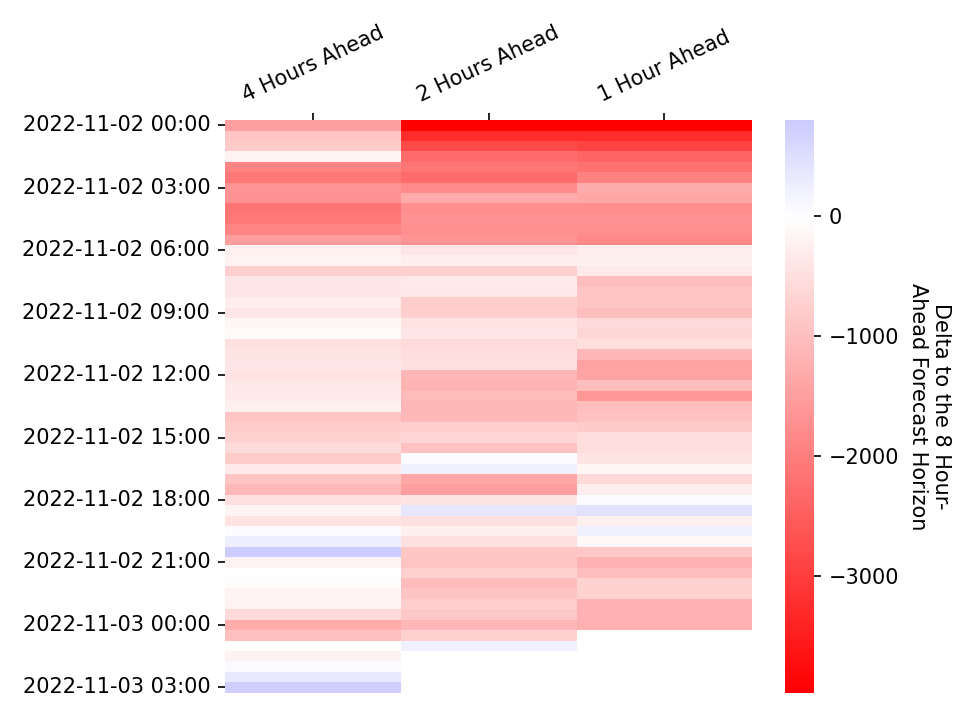 4 Hours Ahead
2 Hours Ahead
1 Hour Ahead
2022-11-02 00:00
2022-11-02 03:00
2022-11-02 06:00
2022-11-02 09:00
2022-11-02 12:00
2022-11-02 15:00
2022-11-02 18:00
2022-11-02 21:00
2022-11-03 00:00
2022-11-03 03:00
0
−1000
−2000
−3000
Delta to the 8 Hour-
Ahead Forecast Horizon